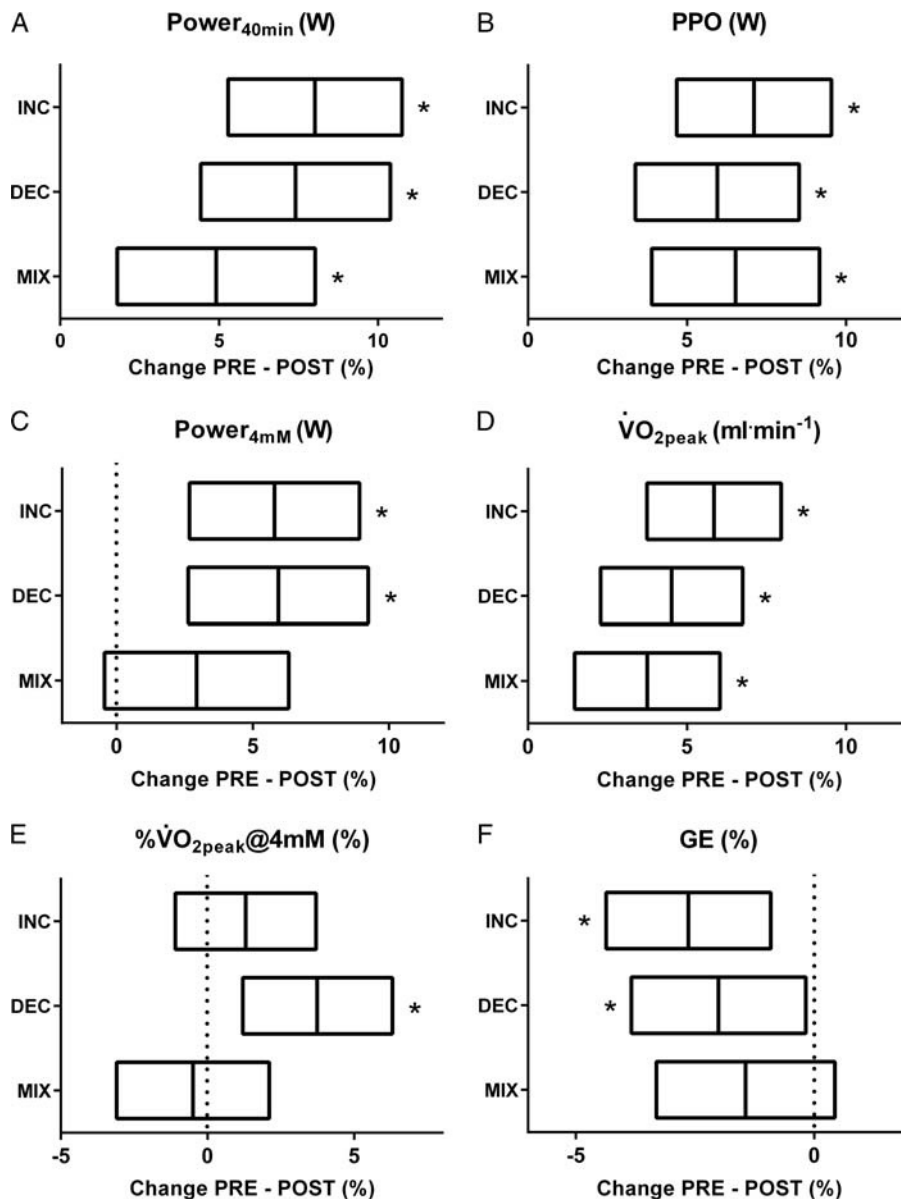 A Power40min (W)
INC *
DEC *
MIX *
0 5 10
Change PRE - POST (%)
B PPO (W)
INC *
DEC *
MIX *
0 5 10
Change PRE - POST (%)
C Power4mM (W)
INC *
DEC *
MIX
0 5 10
Change PRE - POST (%)
D V̇O2peak (ml·min-1)
INC *
DEC *
MIX *
0 5 10
Change PRE - POST (%)
E %V̇O2peak@4mM (%)
INC
DEC *
MIX
-5 0 5
Change PRE - POST (%)
F GE (%)
INC *
DEC *
MIX
-5 0
Change PRE - POST (%)